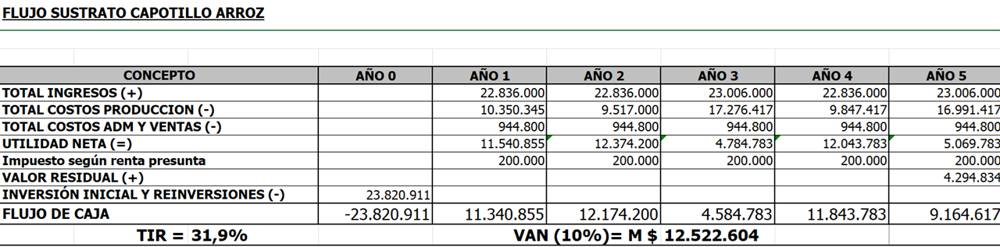 FLUJO SUSTRATO CAPOTILLO ARROZ
CONCEPTO AÑO 0 AÑO 1 AÑO 2 AÑO 3 AÑO 4 AÑO 5
TOTAL INGRESOS (+) 22.836.000 22.836.000 23.006.000 22.836.000 23.006.000
TOTAL COSTOS PRODUCCION (-) 10.350.345 9.517.000 17.276.417 9.847.417 16.991.417
TOTAL COSTOS ADM Y VENTAS (-) 944.800 944.800 944.800 944.800 944.800
UTILIDAD NETA (=) 11.540.855 12.374.200 4.784.783 12.043.783 5.069.783
Impuesto según renta presunta 200.000 200.000 200.000 200.000 200.000
VALOR RESIDUAL (+) 4.294.834
INVERSIÓN INICIAL Y REINVERSIONES (-) 23.820.911
FLUJO DE CAJA -23.820.911 11.340.855 12.174.200 4.584.783 11.843.783 9.164.617
TIR = 31,9% VAN (10%)= M $ 12.522.604